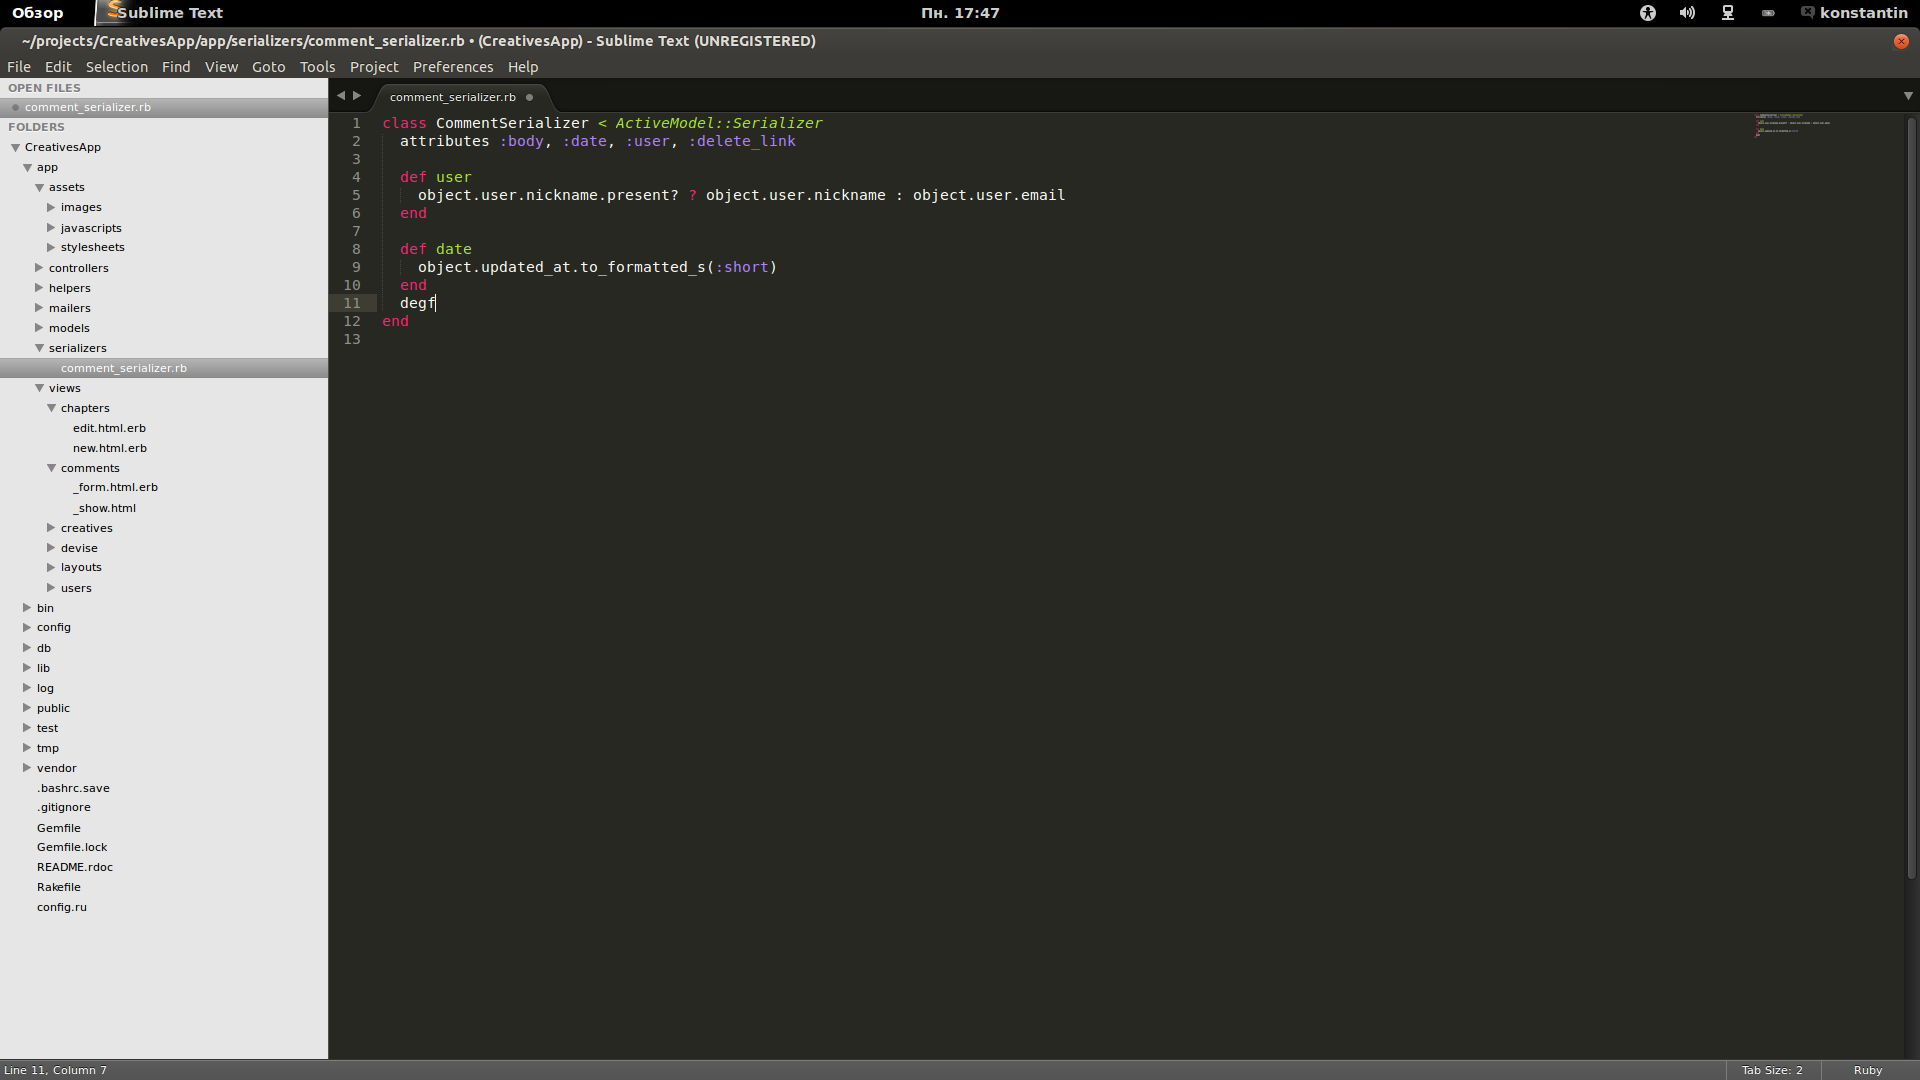 Обзор
Sublime Text
Пн. 17:47
konstantin
~/projects/CreativesApp/app/serializers/comment_serializer.rb • (CreativesApp) - Sublime Text (UNREGISTERED)
File Edit Selection Find View Goto Tools Project Preferences Help
OPEN FILES
comment_serializer.rb
FOLDERS
CreativesApp
app
assets
images
javascripts
stylesheets
controllers
helpers
mailers
models
serializers
comment_serializer.rb
views
chapters
edit.html.erb
new.html.erb
comments
_form.html.erb
_show.html
creatives
devise
layouts
users
bin
config
db
lib
log
public
test
tmp
vendor
.bashrc.save
.gitignore
Gemfile
Gemfile.lock
README.rdoc
Rakefile
config.ru
comment_serializer.rb
1 class CommentSerializer < ActiveModel::Serializer
2   attributes :body, :date, :user, :delete_link
3
4   def user
5     object.user.nickname.present? ? object.user.nickname : object.user.email
6   end
7
8   def date
9     object.updated_at.to_formatted_s(:short)
10   end
11   degf
12 end
13
Line 11, Column 7
Tab Size: 2
Ruby